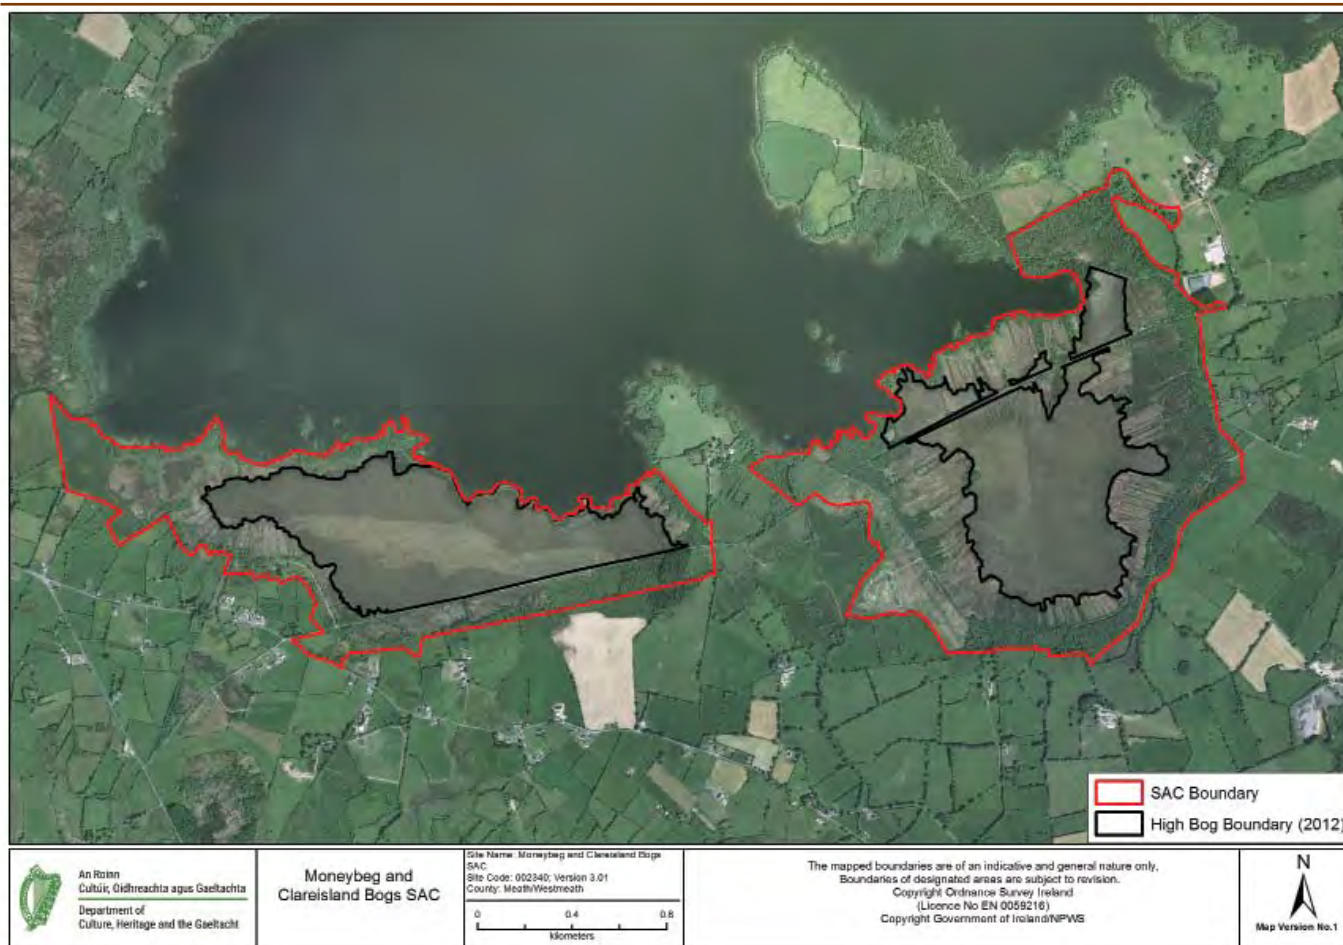 SAC Boundary
High Bog Boundary (2012)
An Roinn
Cultúir, Oidhreachta agus Gaeltachta
Department of
Culture, Heritage and the Gaeltacht
Moneybeg and
Clareisland Bogs SAC
Site Name: Moneybeg and Clareisland Bogs
SAC
Site Code: 002340; Version 3.01
County: Meath/Westmeath
0 0.4 0.8
kilometers
The mapped boundaries are of an indicative and general nature only.
Boundaries of designated areas are subject to revision.
Copyright Ordnance Survey Ireland
(Licence No EN 0059216)
Copyright Government of Ireland/NPWS
N
Map Version No.1